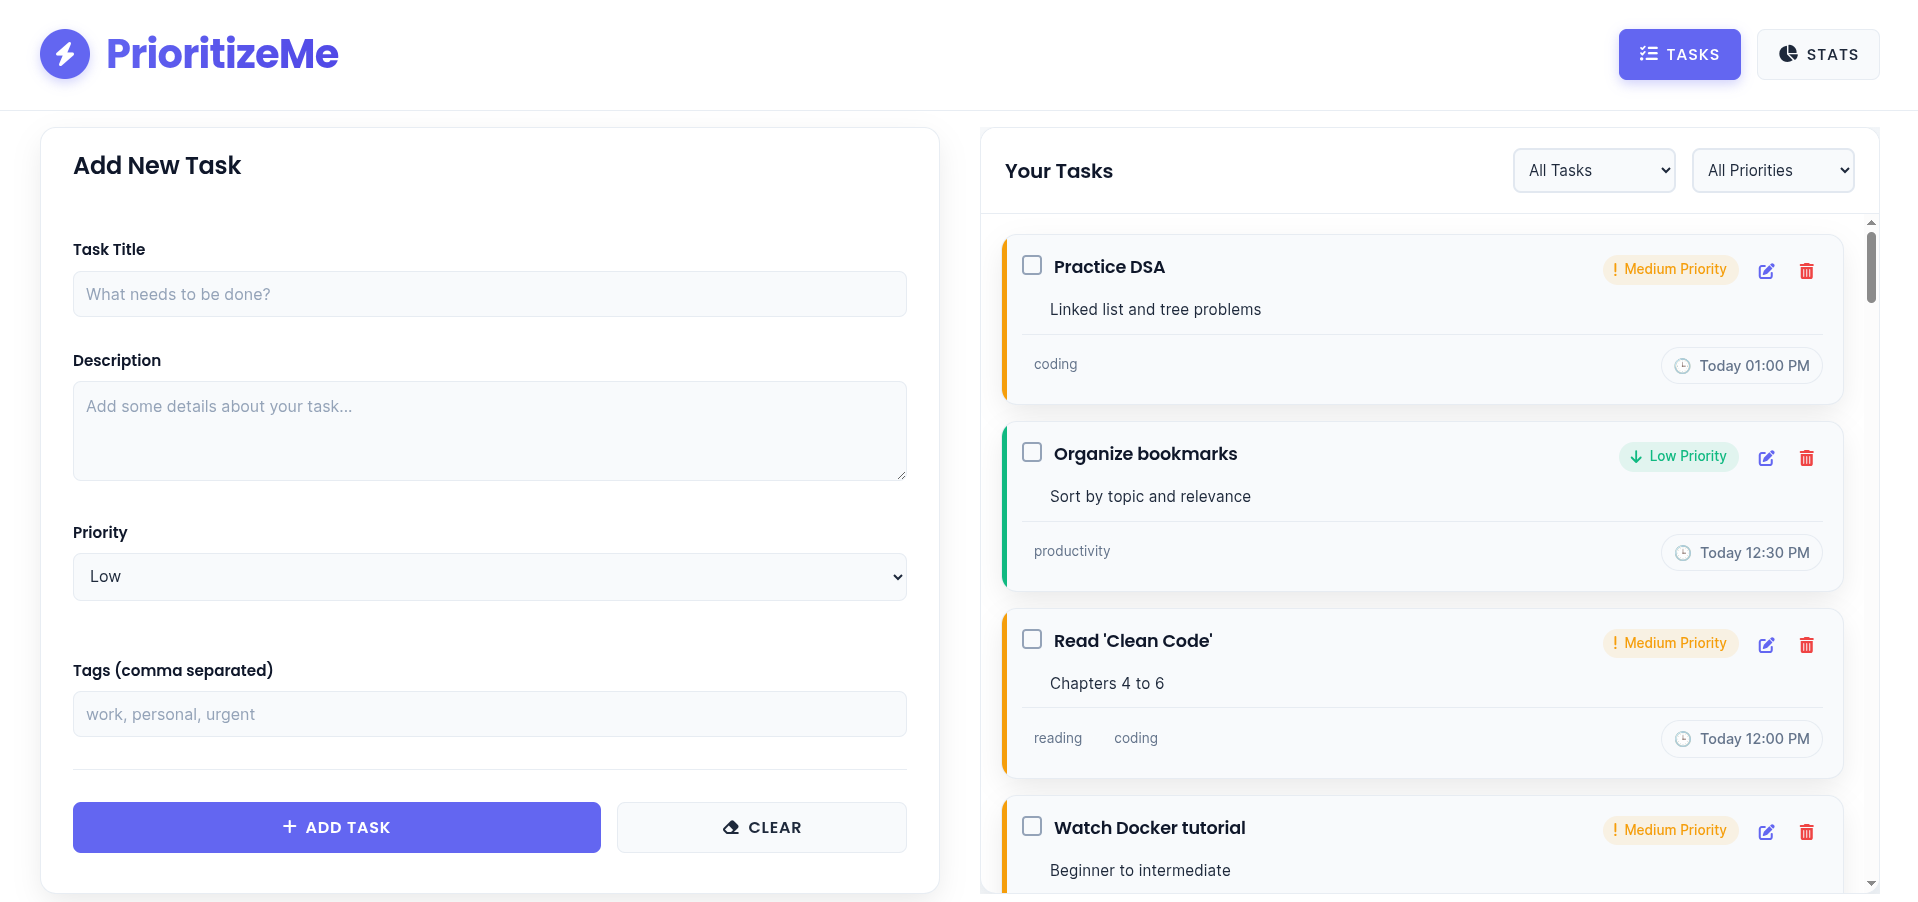 PrioritizeMe
TASKS
STATS
Add New Task
Task Title
What needs to be done?
Description
Add some details about your task...
Priority
Low
Tags (comma separated)
work, personal, urgent
ADD TASK
CLEAR
Your Tasks
All Tasks
All Priorities
Practice DSA
! Medium Priority
Linked list and tree problems
coding
Today 01:00 PM
Organize bookmarks
Low Priority
Sort by topic and relevance
productivity
Today 12:30 PM
Read 'Clean Code'
! Medium Priority
Chapters 4 to 6
reading coding
Today 12:00 PM
Watch Docker tutorial
! Medium Priority
Beginner to intermediate